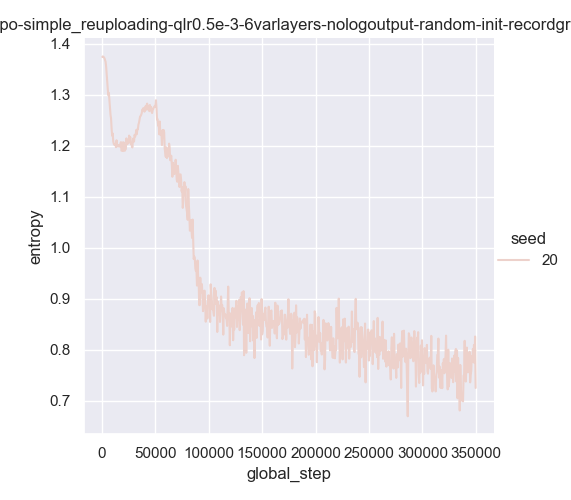 po-simple_reuploading-qlr0.5e-3-6varlayers-nologoutput-random-init-recordgr
1.4
1.3
1.2
1.1
1.0
0.9
0.8
0.7
entropy
0 50000 100000 150000 200000 250000 300000 350000
global_step
seed
20